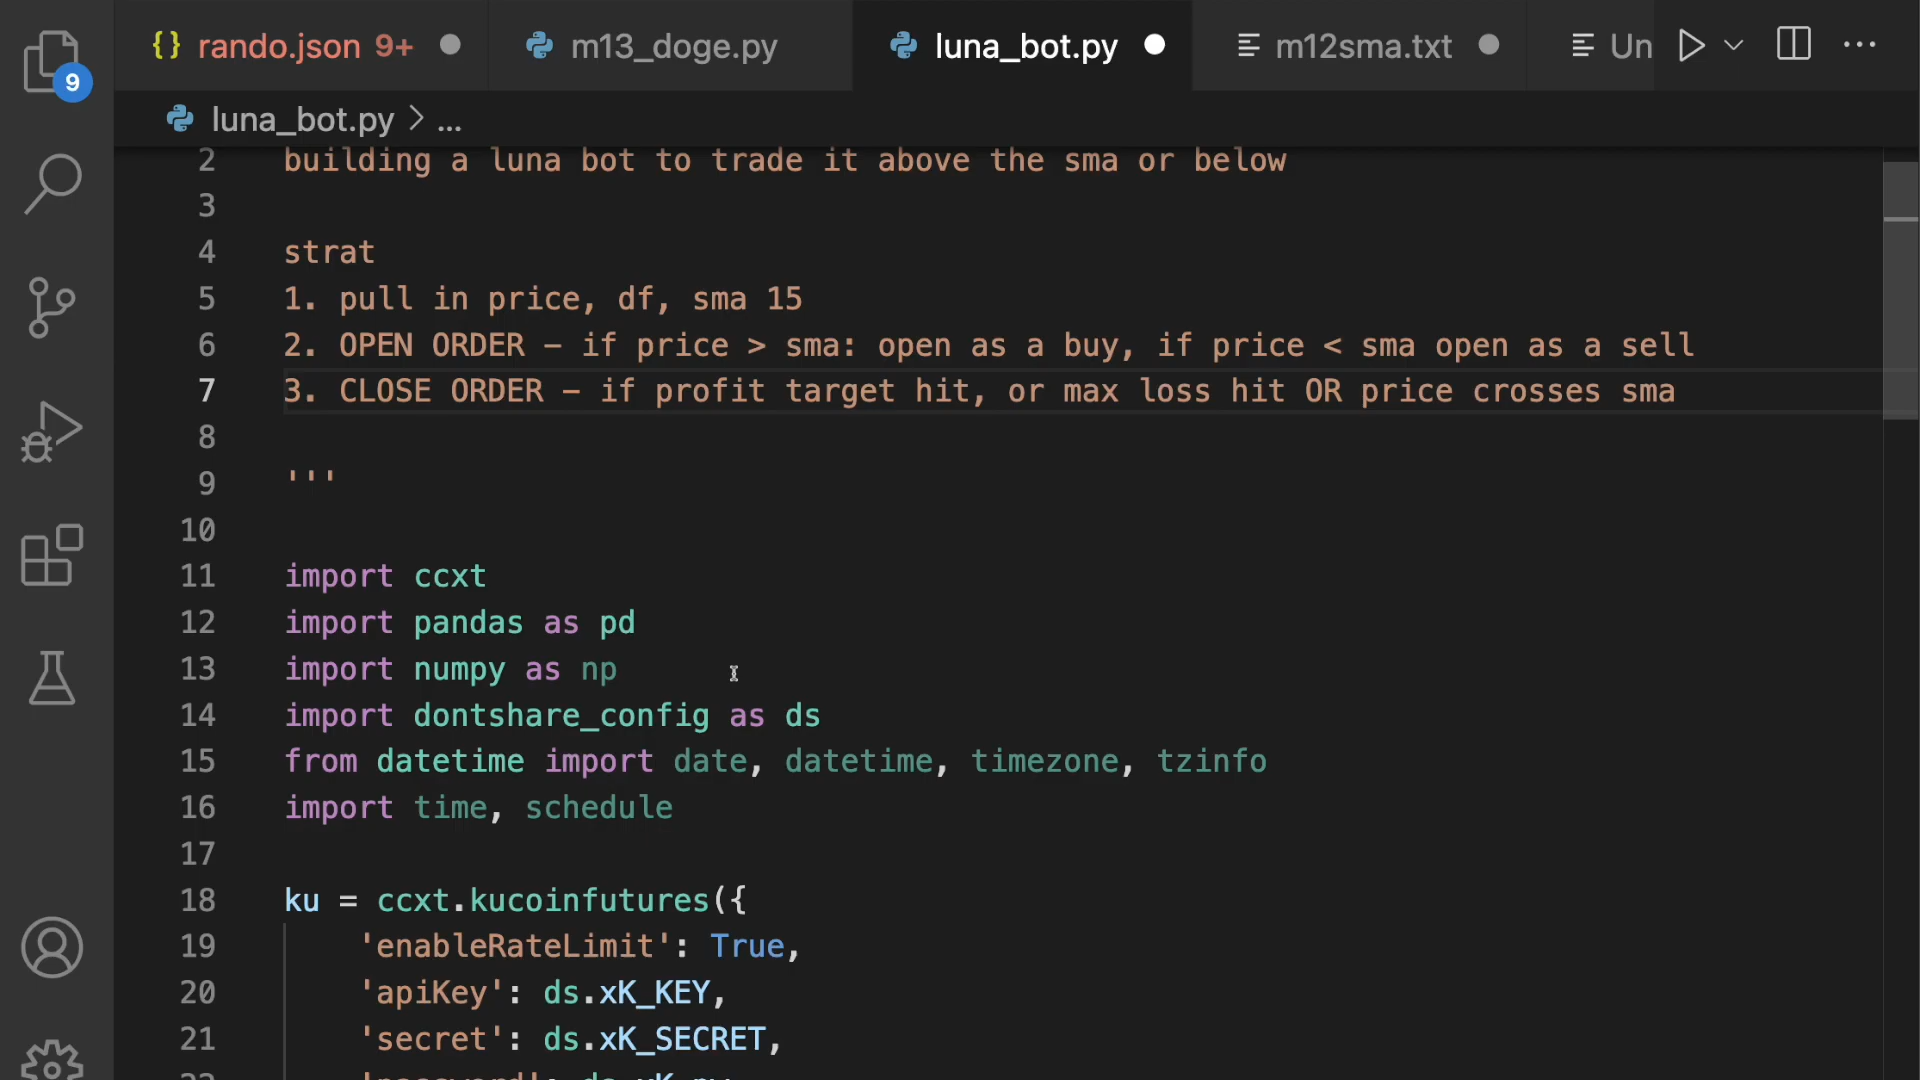 {} rando.json 9+
m13_doge.py
luna_bot.py
m12sma.txt
Un
9
luna_bot.py > ...
2 building a luna bot to trade it above the sma or below
3
4 strat
5 1. pull in price, df, sma 15
6 2. OPEN ORDER – if price > sma: open as a buy, if price < sma open as a sell
7 3. CLOSE ORDER – if profit target hit, or max loss hit OR price crosses sma
8
9 '''
10
11 import ccxt
12 import pandas as pd
13 import numpy as np
14 import dontshare_config as ds
15 from datetime import date, datetime, timezone, tzinfo
16 import time, schedule
17
18 ku = ccxt.kucoinfutures({
19 'enableRateLimit': True,
20 'apiKey': ds.xK_KEY,
21 'secret': ds.xK_SECRET,